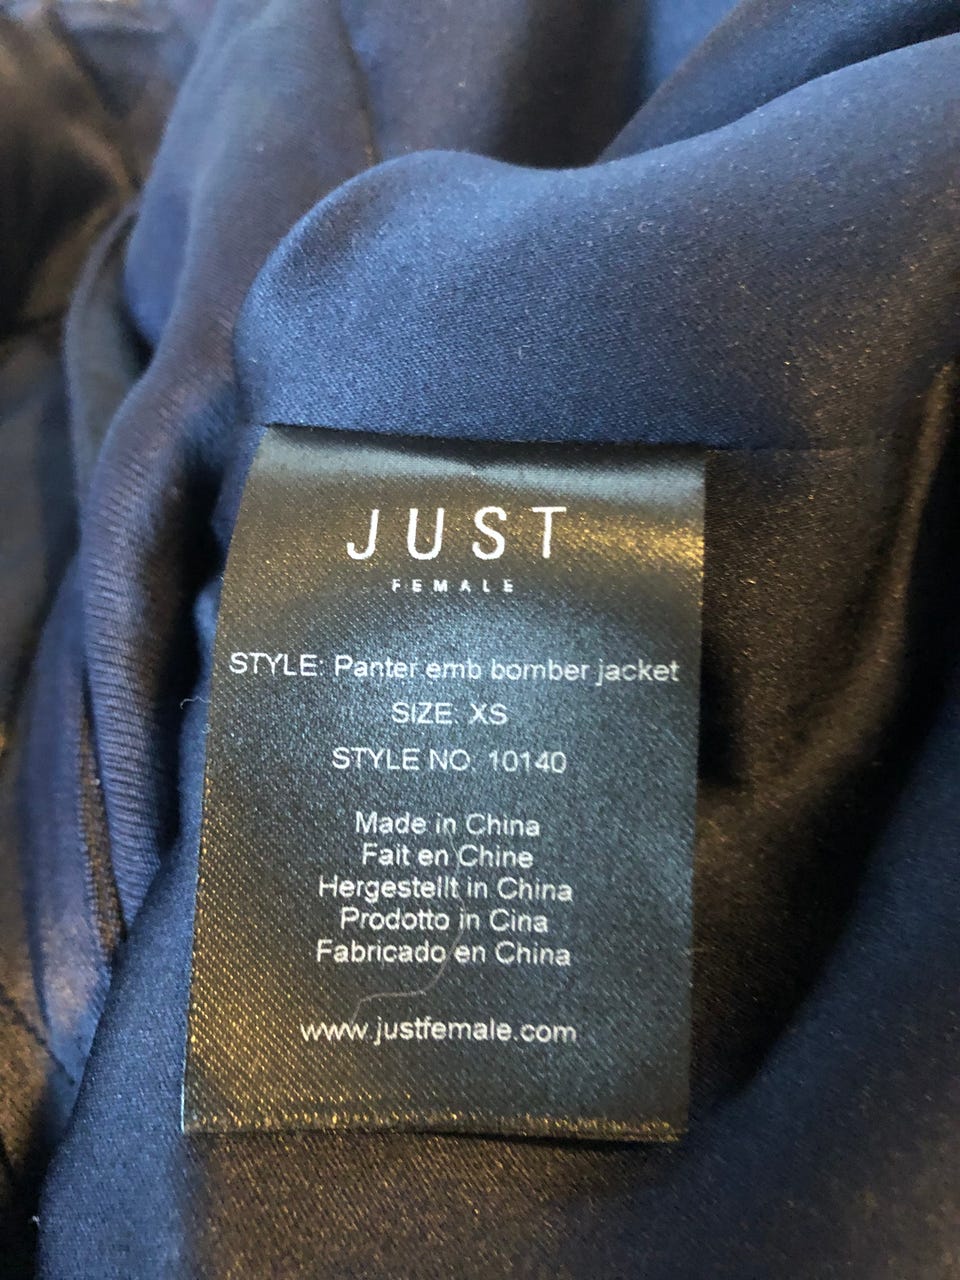 JUST
FEMALE
STYLE: Panter emb bomber jacket
SIZE XS
STYLE NO. 10140
Made in China
Fait en Chine
Hergestellt in China
Prodotto in Cina
Fabricado en China
www.justfemale.com